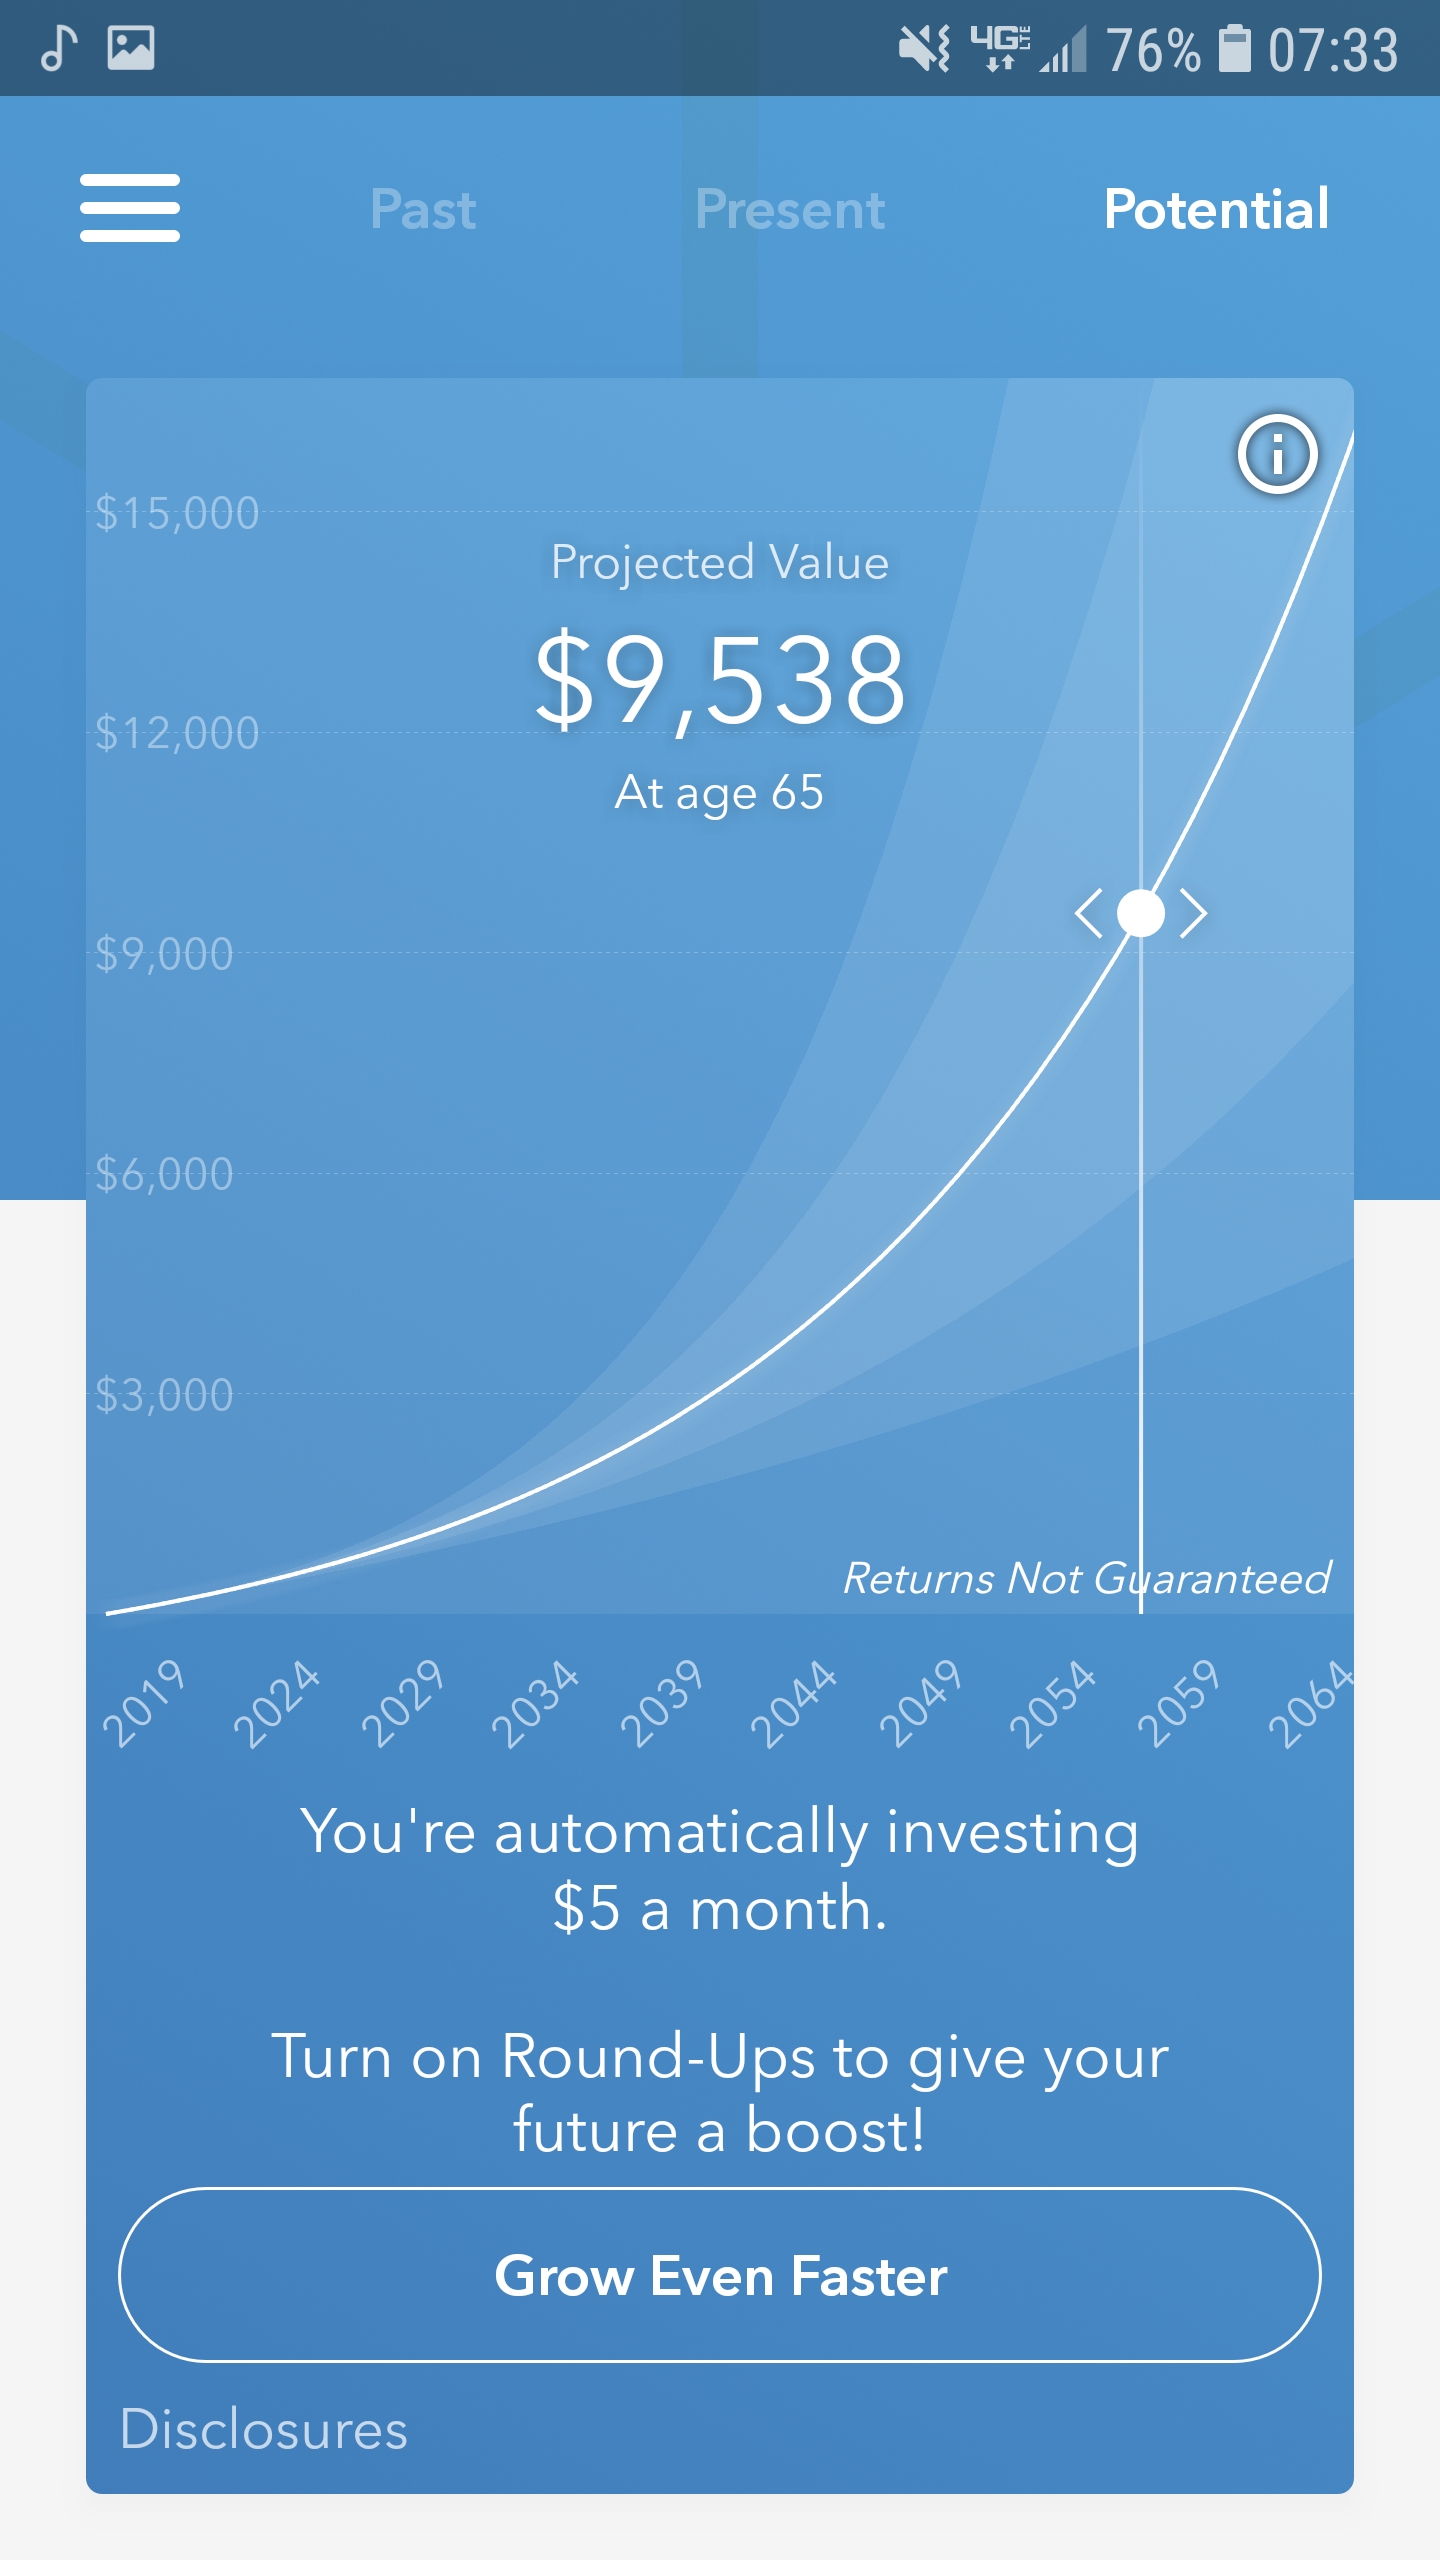 4G LTE 76% 07:33
Past Present Potential
$15,000
Projected Value
$9,538
$12,000
At age 65
$9,000
$6,000
$3,000
Returns Not Guaranteed
2019 2024 2029 2034 2039 2044 2049 2054 2059 2064
You're automatically investing
$5 a month.
Turn on Round-Ups to give your
future a boost!
Grow Even Faster
Disclosures